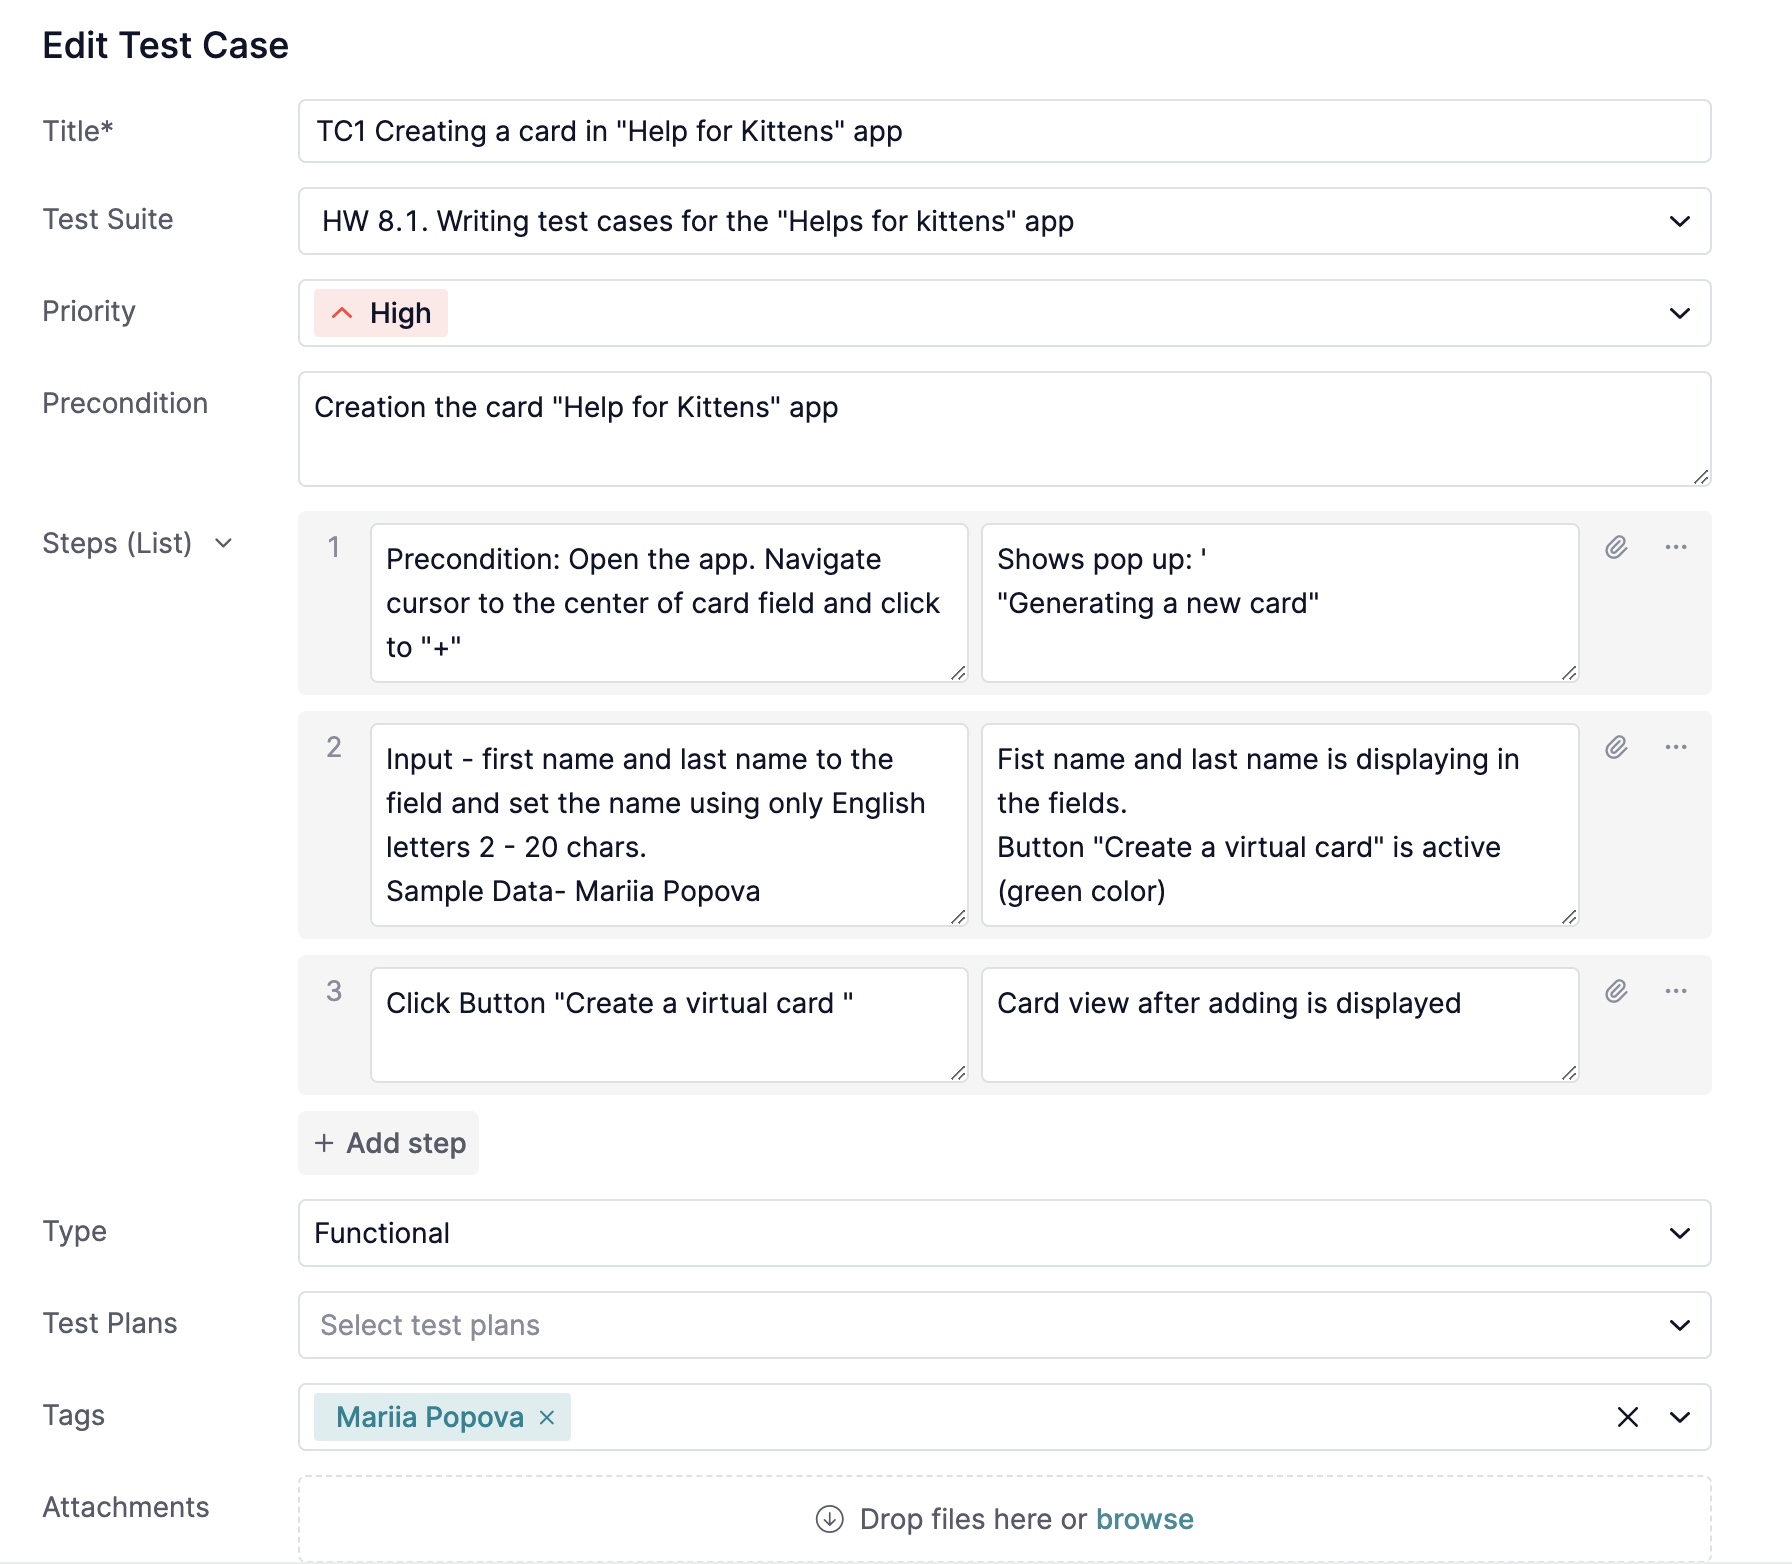 Edit Test Case
Title*
TC1 Creating a card in "Help for Kittens" app
Test Suite
HW 8.1. Writing test cases for the "Helps for kittens" app
Priority
High
Precondition
Creation the card "Help for Kittens" app
Steps (List)
1
Precondition: Open the app. Navigate
cursor to the center of card field and click
to "+"
Shows pop up: '
"Generating a new card"
2
Input - first name and last name to the
field and set the name using only English
letters 2 - 20 chars.
Sample Data- Mariia Popova
Fist name and last name is displaying in
the fields.
Button "Create a virtual card" is active
(green color)
3
Click Button "Create a virtual card "
Card view after adding is displayed
+ Add step
Type
Functional
Test Plans
Select test plans
Tags
Mariia Popova ×
Attachments
Drop files here or browse